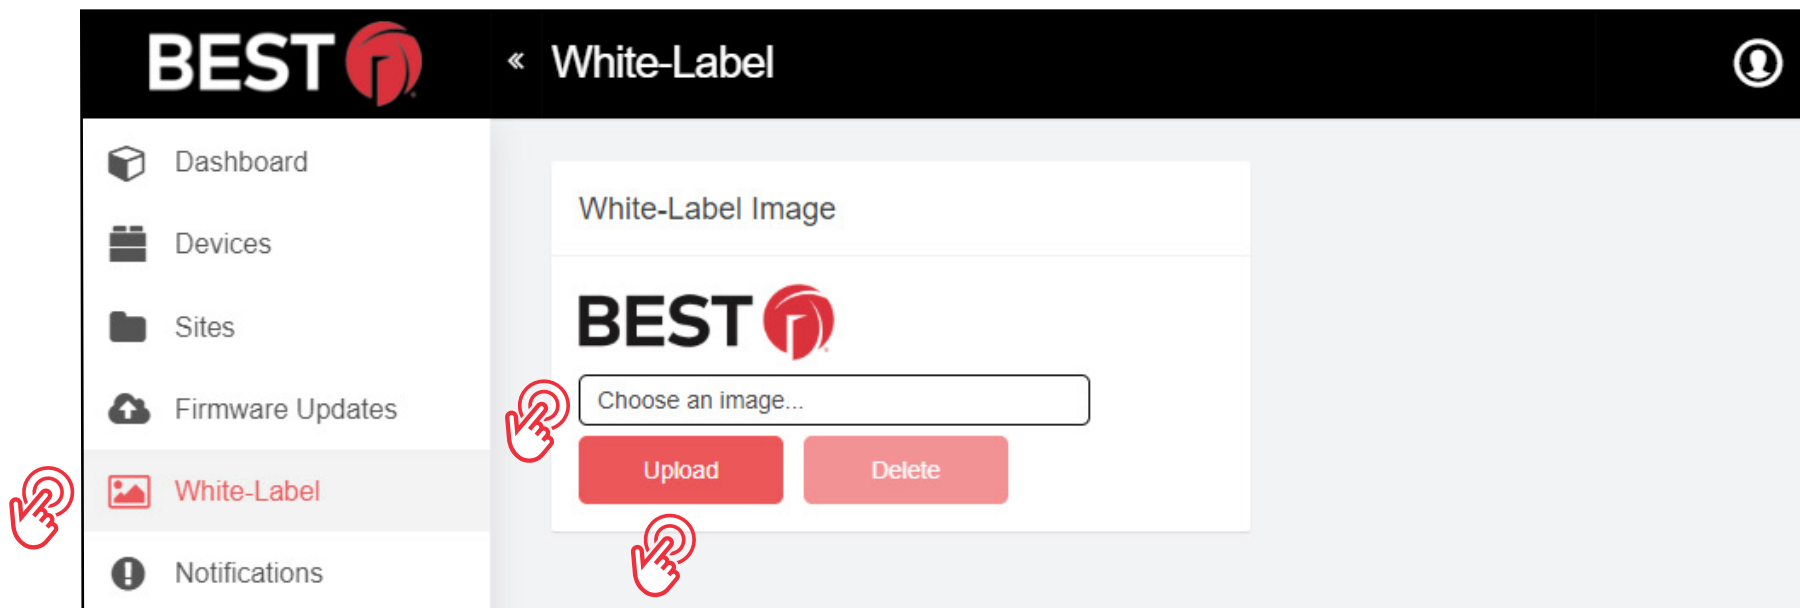 BEST
« White-Label
Dashboard
Devices
Sites
Firmware Updates
White-Label
Notifications
White-Label Image
BEST
Choose an image...
Upload
Delete